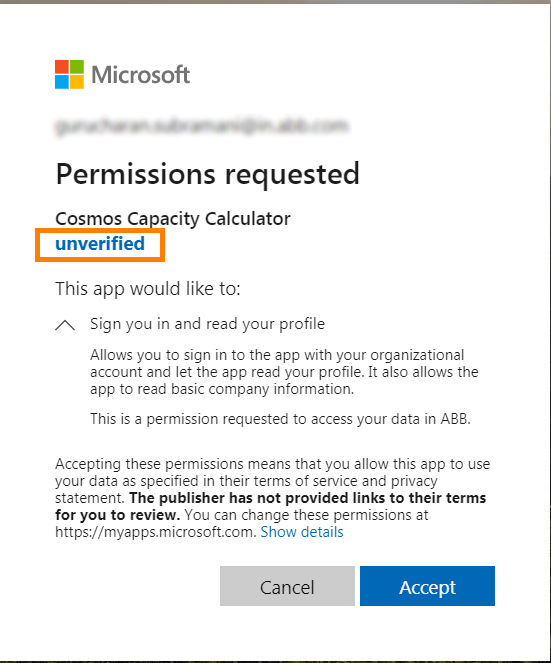 Microsoft
Permissions requested
Cosmos Capacity Calculator
unverified
This app would like to:
Sign you in and read your profile
Allows you to sign in to the app with your organizational
account and let the app read your profile. It also allows the
app to read basic company information.
This is a permission requested to access your data in ABB.
Accepting these permissions means that you allow this app to use
your data as specified in their terms of service and privacy
statement. The publisher has not provided links to their terms
for you to review. You can change these permissions at
https://myapps.microsoft.com. Show details
Cancel Accept